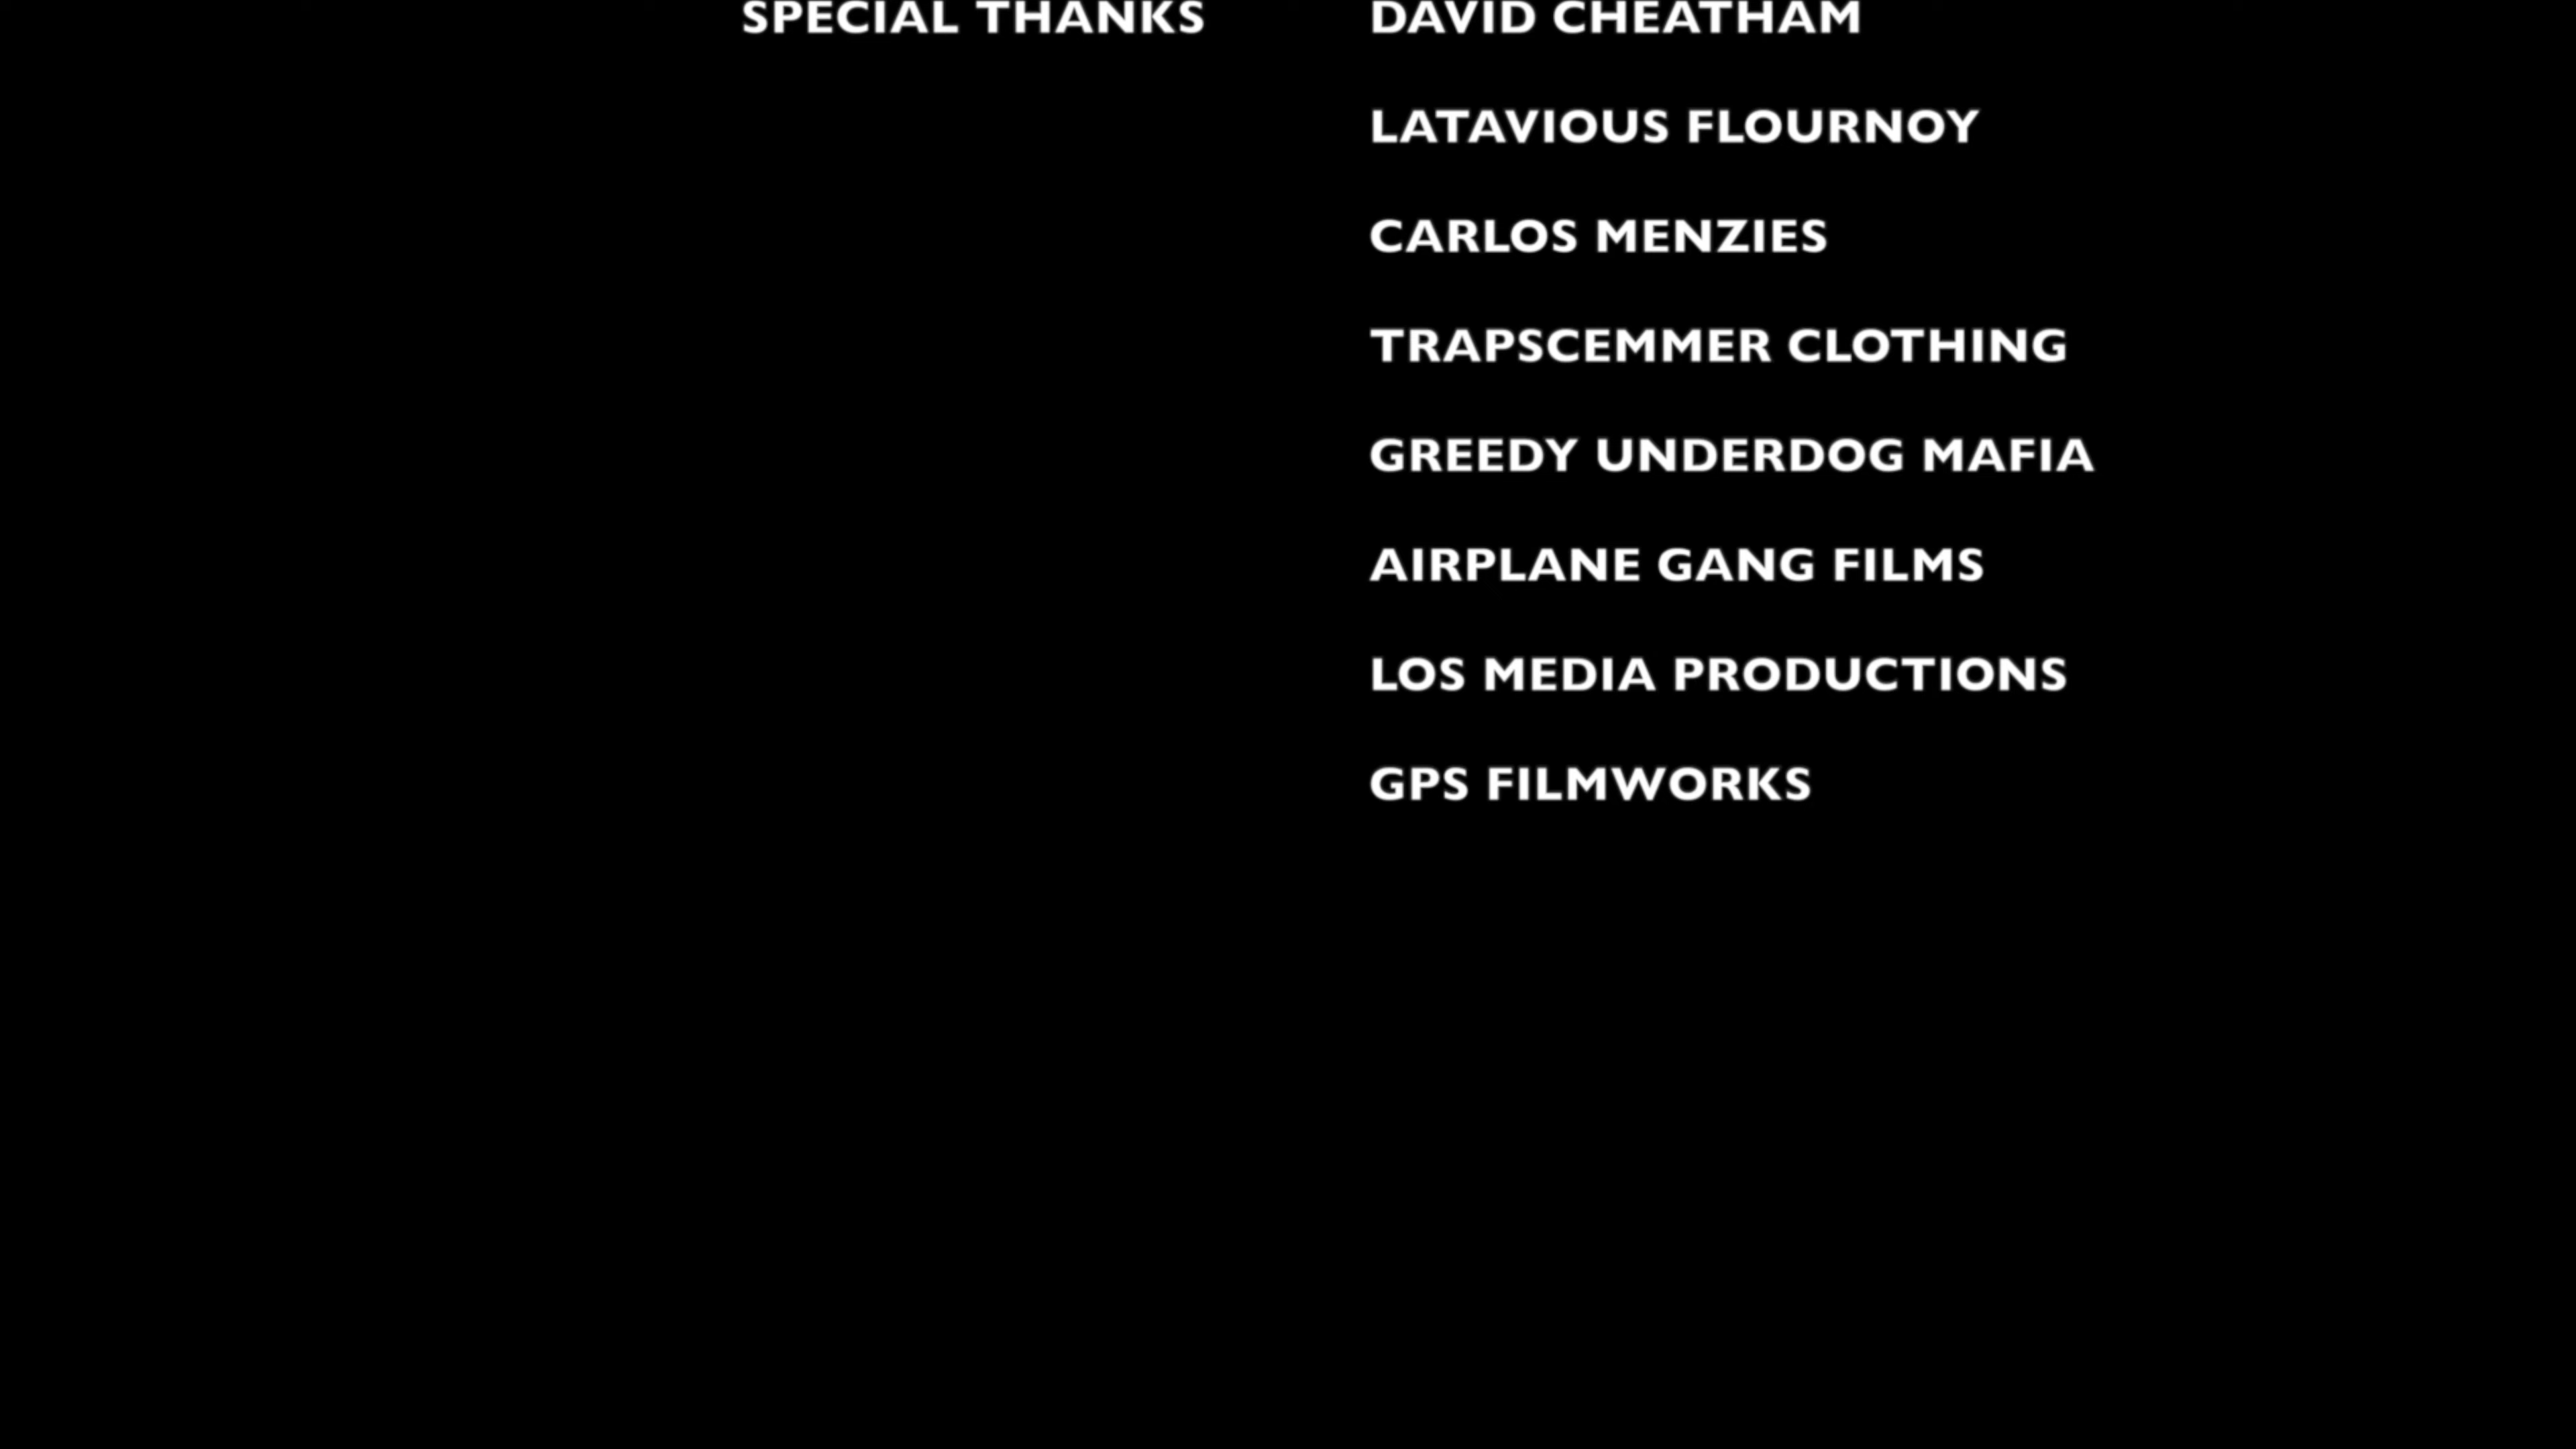 SPECIAL THANKS DAVID CHEATHAM
LATAVIOUS FLOURNOY
CARLOS MENZIES
TRAPSCEMMER CLOTHING
GREEDY UNDERDOG MAFIA
AIRPLANE GANG FILMS
LOS MEDIA PRODUCTIONS
GPS FILMWORKS